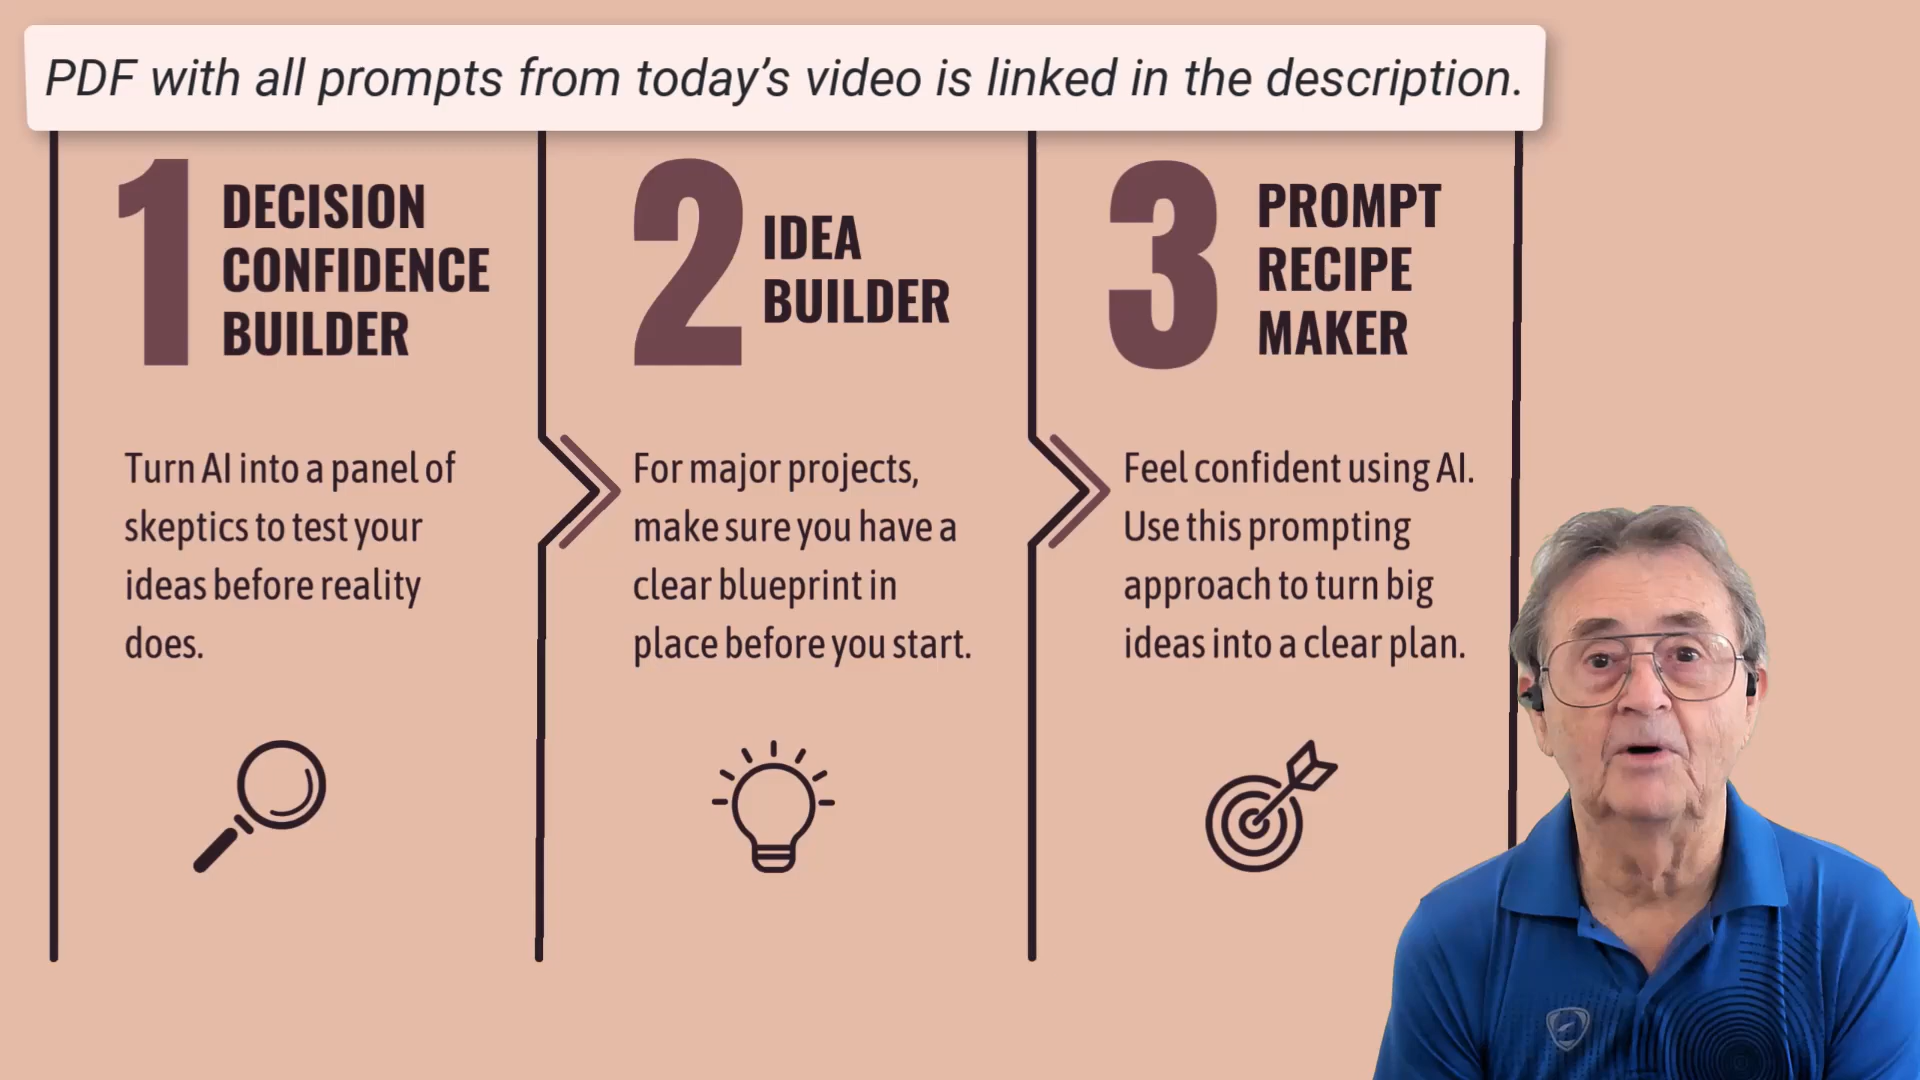 PDF with all prompts from today's video is linked in the description.
1
DECISION
CONFIDENCE
BUILDER
Turn AI into a panel of
skeptics to test your
ideas before reality
does.
2
IDEA
BUILDER
For major projects,
make sure you have a
clear blueprint in
place before you start.
3
PROMPT
RECIPE
MAKER
Feel confident using AI.
Use this prompting
approach to turn big
ideas into a clear plan.